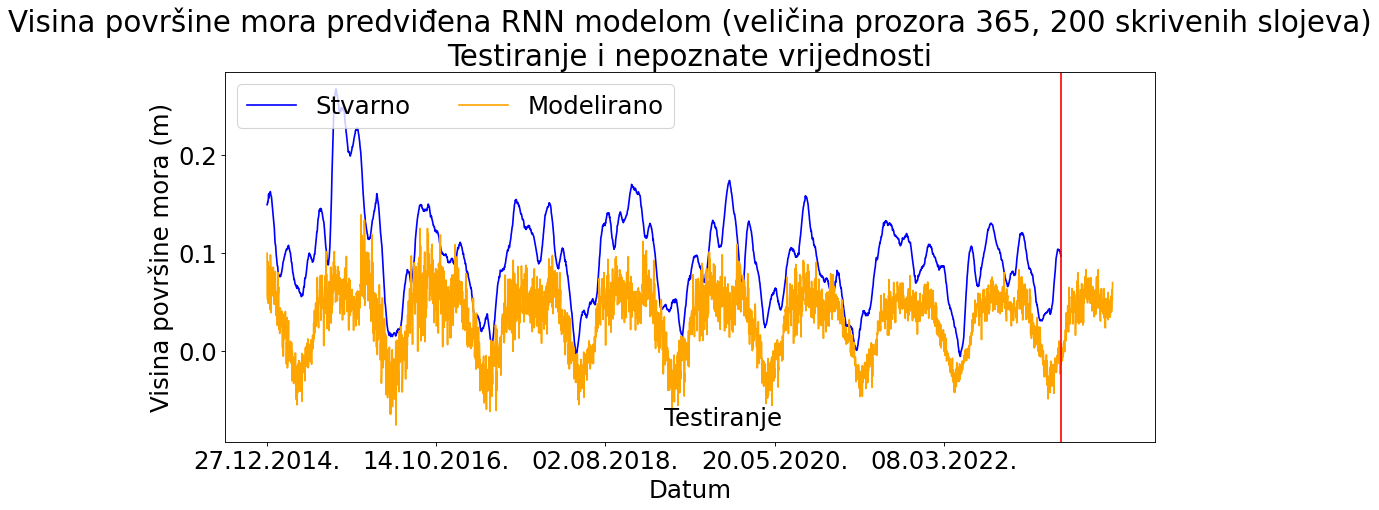 Visina površine mora predviđena RNN modelom (veličina prozora 365, 200 skrivenih slojeva)
Testiranje i nepoznate vrijednosti
Stvarno
Modelirano
Visina površine mora (m)
0.2
0.1
0.0
Testiranje
27.12.2014.
14.10.2016.
02.08.2018.
20.05.2020.
08.03.2022.
Datum